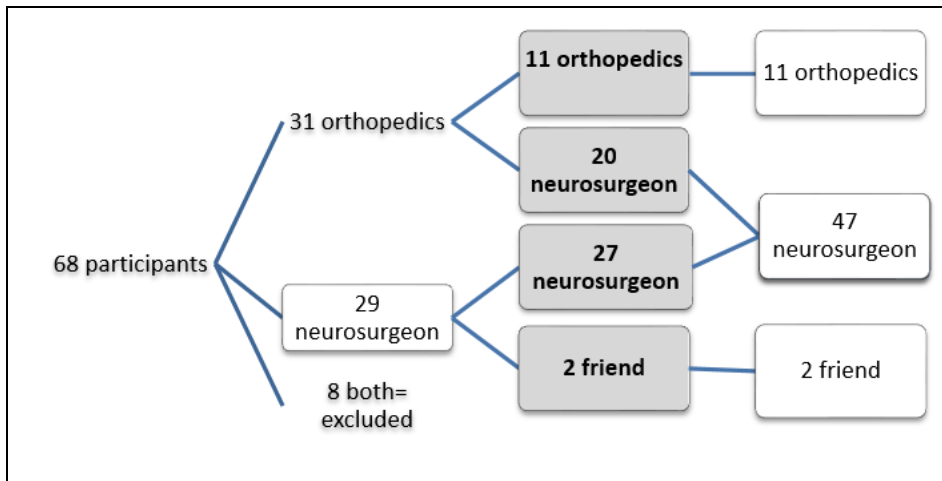 68 participants
31 orthopedics
29
neurosurgeon
8 both=
excluded
11 orthopedics
20
neurosurgeon
27
neurosurgeon
2 friend
11 orthopedics
47
neurosurgeon
2 friend